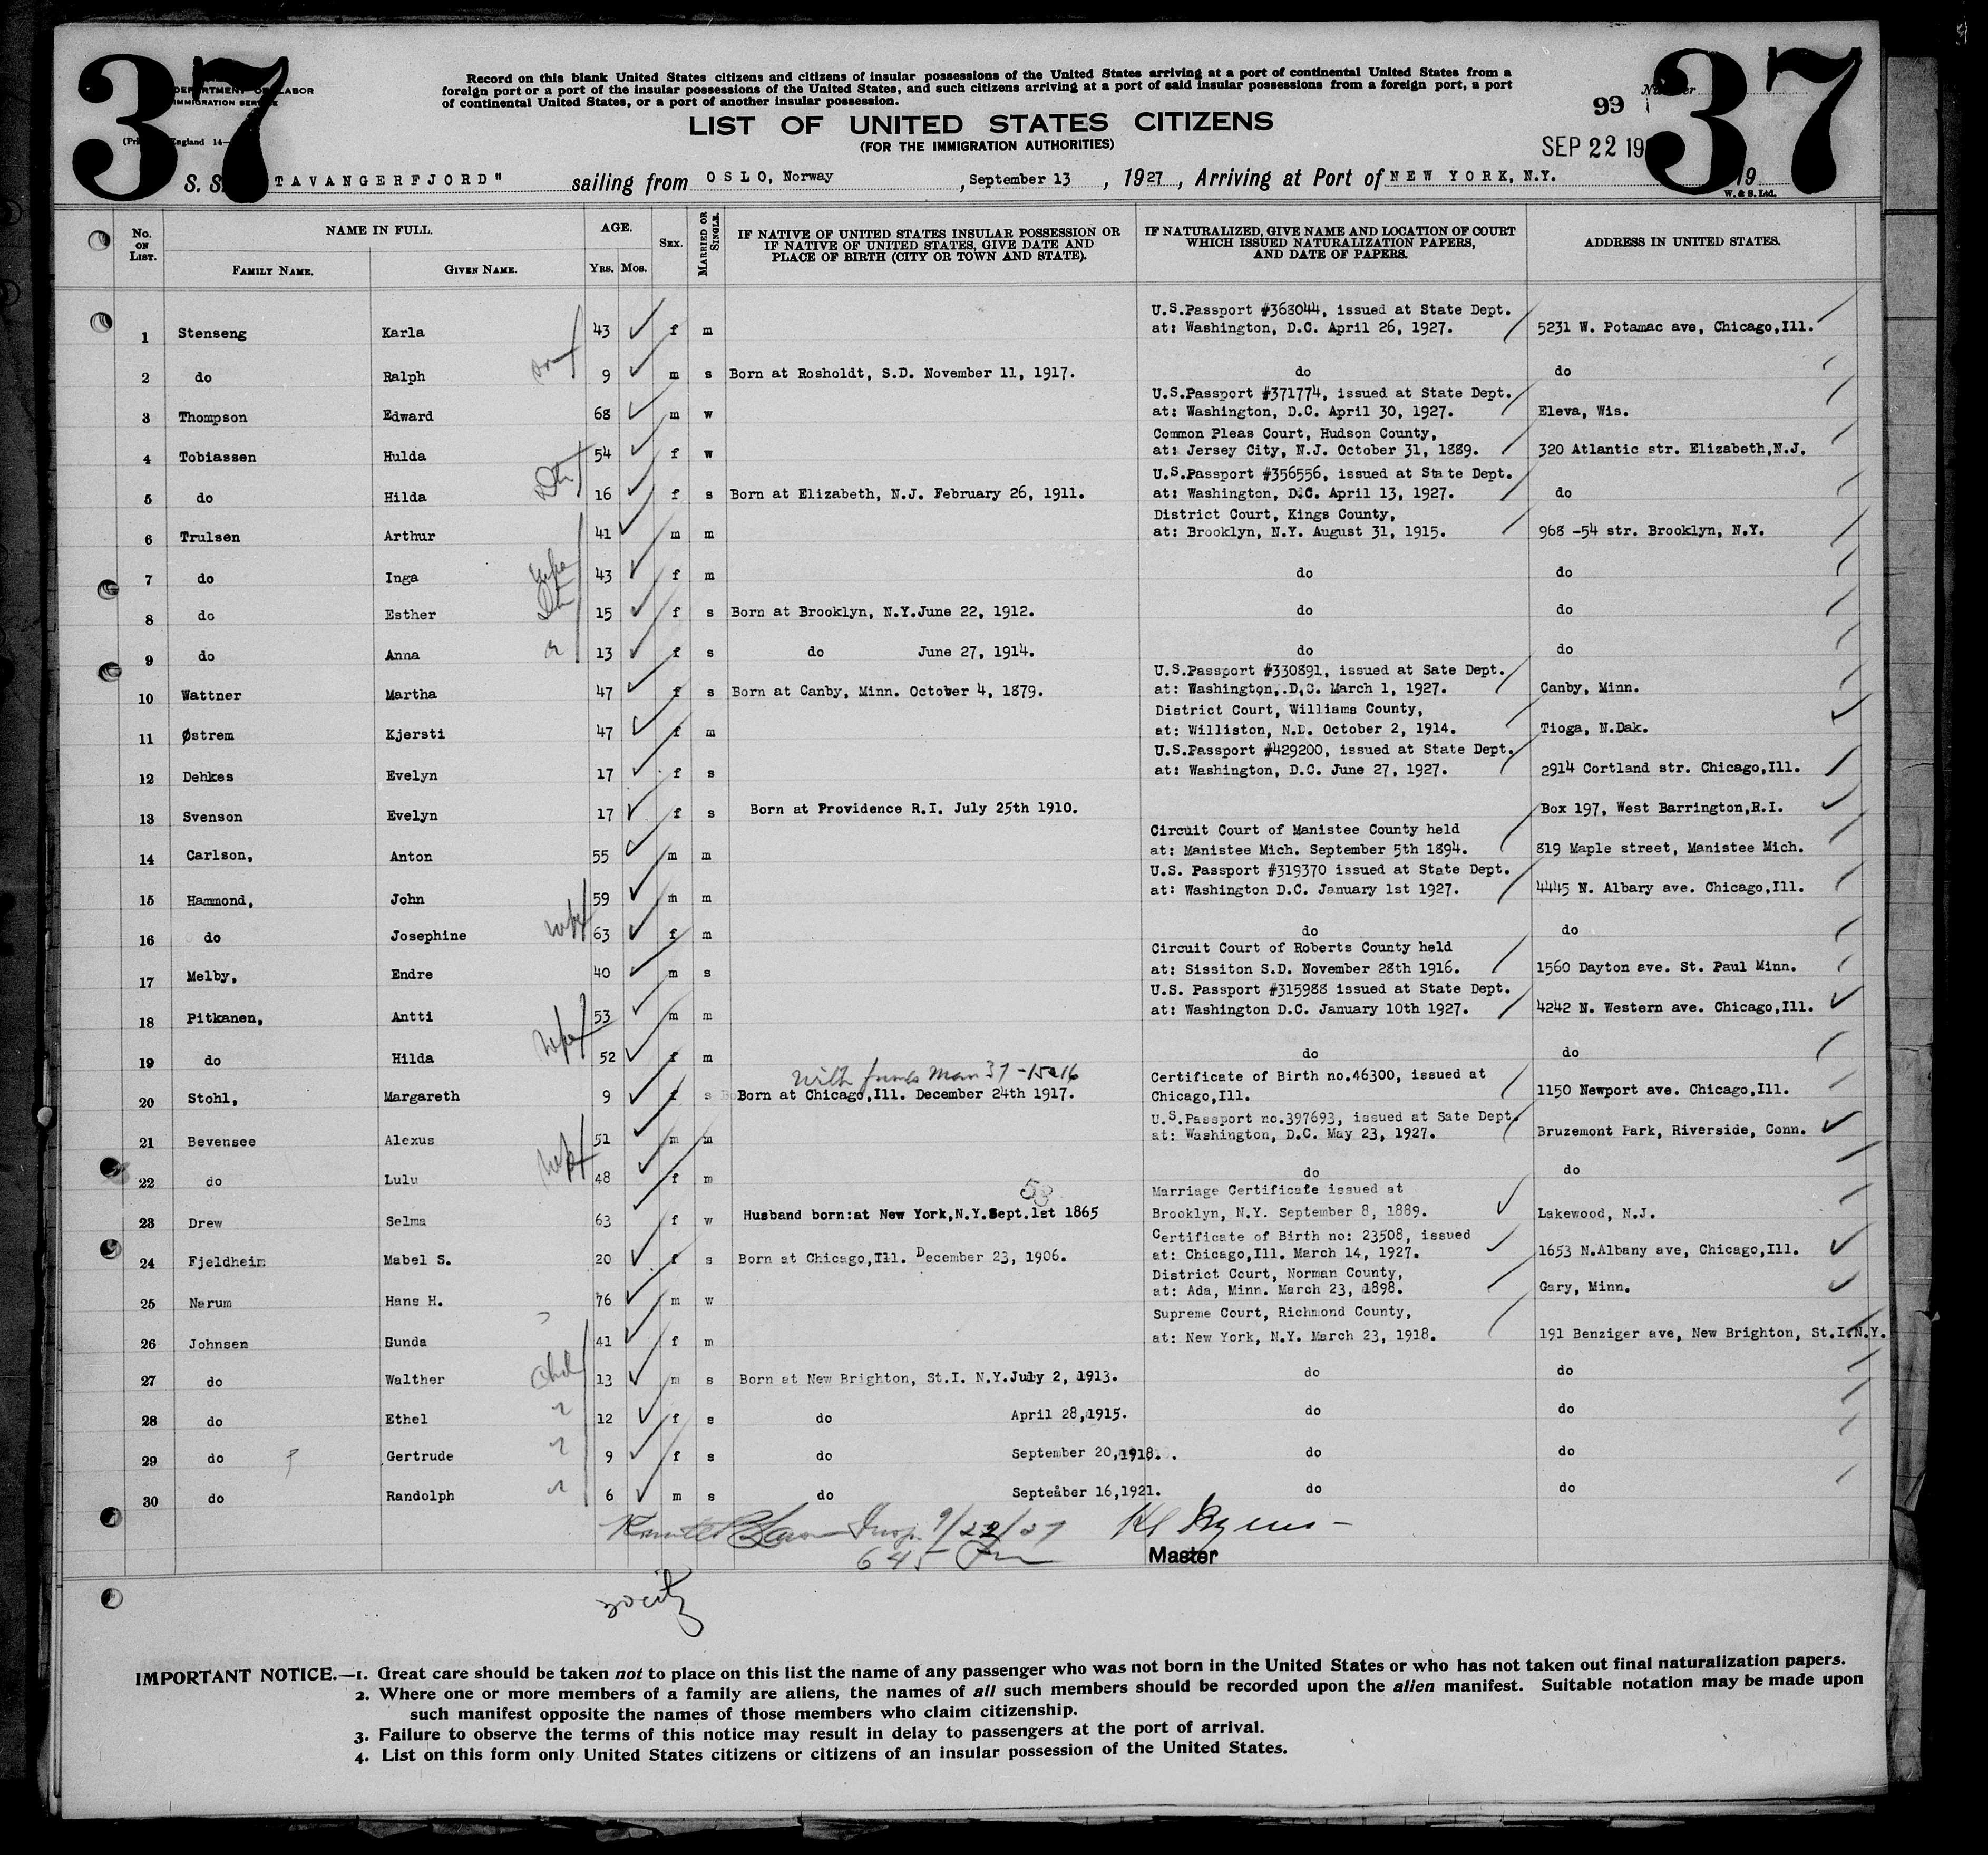 37
37
DEPARTMENT OF LABOR
IMMIGRATION SERVICE
Record on this blank United States citizens and citizens of insular possessions of the United States arriving at a port of continental United States from a
foreign port or a port of the insular possessions of the United States, and such citizens arriving at a port of said insular possessions from a foreign port, a port
of continental United States, or a port of another insular possession.
99
LIST OF UNITED STATES CITIZENS
(FOR THE IMMIGRATION AUTHORITIES)
SEP 22 19
S. S. TAVANGERFJORD" sailing from OSLO, Norway , September 13 , 1927 , Arriving at Port of NEW YORK, N.Y. 19
W. & S. Ltd.
No. ON LIST. NAME IN FULL. FAMILY NAME. GIVEN NAME. AGE. YRS. MOS. SEX. MARRIED OR SINGLE. IF NATIVE OF UNITED STATES INSULAR POSSESSION OR IF NATIVE OF UNITED STATES, GIVE DATE AND PLACE OF BIRTH (CITY OR TOWN AND STATE). IF NATURALIZED, GIVE NAME AND LOCATION OF COURT WHICH ISSUED NATURALIZATION PAPERS, AND DATE OF PAPERS. ADDRESS IN UNITED STATES.
U.S.Passport #368044, issued at State Dept.
1 Stenseng Karla 43 f m at: Washington, D.C. April 26, 1927. 5231 W. Potamac ave, Chicago,Ill.
2 do Ralph 9 m s Born at Rosholdt, S.D. November 11, 1917. do do
U.S.Passport #371774, issued at State Dept.
3 Thompson Edward 68 m w at: Washington, D.C. April 30, 1927. Eleva, Wis.
Common Pleas Court, Hudson County,
4 Tobiassen Hulda 54 f w at: Jersey City, N.J. October 31, 1889. 320 Atlantic str. Elizabeth,N.J.
U.S.Passport #356556, issued at State Dept.
5 do Hilda 16 f s Born at Elizabeth, N.J. February 26, 1911. at: Washington, D.C. April 13, 1927. do
District Court, Kings County,
6 Trulsen Arthur 41 m m at: Brooklyn, N.Y. August 31, 1915. 968 -54 str. Brooklyn, N.Y.
7 do Inga 43 f m do do
8 do Esther 15 f s Born at Brooklyn, N.Y.June 22, 1912. do do
9 do Anna 13 f s do June 27, 1914. do do
U.S.Passport #330891, issued at Sate Dept.
10 Wattner Martha 47 f s Born at Canby, Minn. October 4, 1879. at: Washington,.D,C. March 1, 1927. Canby, Minn.
District Court, Williams County,
11 Østrem Kjersti 47 f m at: Williston, N.D. October 2, 1914. Tioga, N.Dak.
U.S.Passport #429200, issued at State Dept.
12 Dehkes Evelyn 17 f s at: Washington, D.C. June 27, 1927. 2914 Cortland str. Chicago,Ill.
13 Svenson Evelyn 17 f s Born at Providence R.I. July 25th 1910. Box 197, West Barrington,R.I.
Circuit Court of Manistee County held
14 Carlson, Anton 55 m m at: Manistee Mich. September 5th 1894. 819 Maple street, Manistee Mich.
U.S. Passport #319370 issued at State Dept.
15 Hammond, John 59 m m at: Washington D.C. January 1st 1927. 4445 N. Albary ave. Chicago,Ill.
16 do Josephine wife 63 f m do do
Circuit Court of Roberts County held
17 Melby, Endre 40 m s at: Sissiton S.D. November 28th 1916. 1560 Dayton ave. St. Paul Minn.
U.S. Passport #315988 issued at State Dept.
18 Pitkanen, Antti 53 m m at: Washington D.C. January 10th 1927. 4242 N. Western ave. Chicago,Ill.
19 do Hilda wife 52 f m do do
Certificate of Birth no.46300, issued at
20 Stohl, Margareth 9 f s Born at Chicago,Ill. December 24th 1917. Chicago,Ill. 1150 Newport ave. Chicago,Ill.
U.S.Passport no.397693, issued at Sate Dept.
21 Bevensee Alexus 51 m m at: Washington, D.C. May 23, 1927. Bruzemont Park, Riverside, Conn.
22 do Lulu wife 48 f m do do
Marriage Certificate issued at
23 Drew Selma 63 f w Husband born:at New York,N.Y.Sept.1st 1865 Brooklyn, N.Y. September 8, 1889. Lakewood, N.J.
Certificate of Birth no: 23508, issued
24 Fjeldheim Mabel S. 20 f s Born at Chicago,Ill. December 23, 1906. at: Chicago,Ill. March 14, 1927. 1653 N.Albany ave, Chicago,Ill.
District Court, Norman County,
25 Narum Hans H. 76 m w at: Ada, Minn. March 23, 1898. Gary, Minn.
Supreme Court, Richmond County,
26 Johnsen Gunda 41 f m at: New York, N.Y. March 23, 1918. 191 Benziger ave, New Brighton, St.I.N.Y.
27 do Walther 13 m s Born at New Brighton, St.I. N.Y.July 2, 1913. do do
28 do Ethel 12 f s do April 28,1915. do do
29 do Gertrude 9 f s do September 20,1918. do do
30 do Randolph 6 m s do Septeåber 16,1921. do do
9/22/27
645 Pm
Master
30 city
IMPORTANT NOTICE.—1. Great care should be taken not to place on this list the name of any passenger who was not born in the United States or who has not taken out final naturalization papers.
2. Where one or more members of a family are aliens, the names of all such members should be recorded upon the alien manifest. Suitable notation may be made upon
such manifest opposite the names of those members who claim citizenship.
3. Failure to observe the terms of this notice may result in delay to passengers at the port of arrival.
4. List on this form only United States citizens or citizens of an insular possession of the United States.